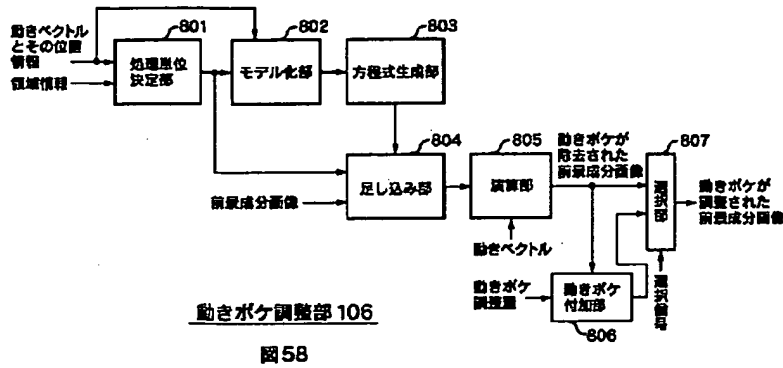 801
802
803
動きベクトル
とその位置
情報
領域情報
処理単位
決定部
モデル化部
方程式生成部
804
805
動きボケが
除去された
前景成分画像
807
足し込み部
演算部
選択部
動きボケが
調整された
前景成分画像
前景成分画像
動きベクトル
動きボケ
調整量
動きボケ
付加部
選択信号
806
動きボケ調整部 106
図58